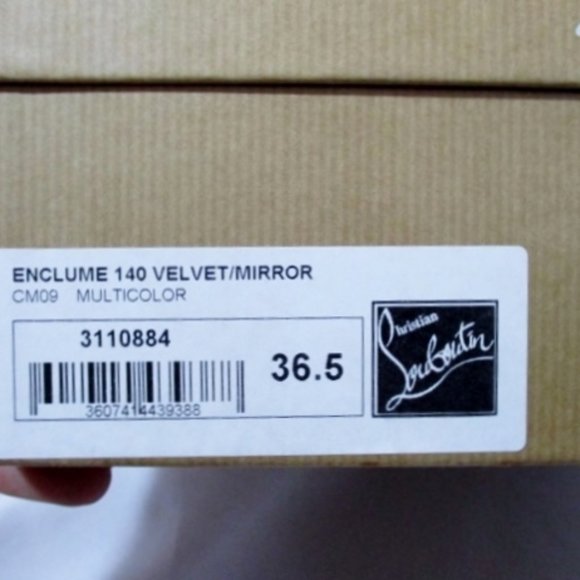 ENCLUME 140 VELVET/MIRROR
CM09 MULTICOLOR
3110884
36.5
3607414439388
Christian
Louboutin